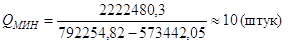 Q_МИН = 2222480,3 / (792254,82 − 573442,05) ≈ 10 (штук)